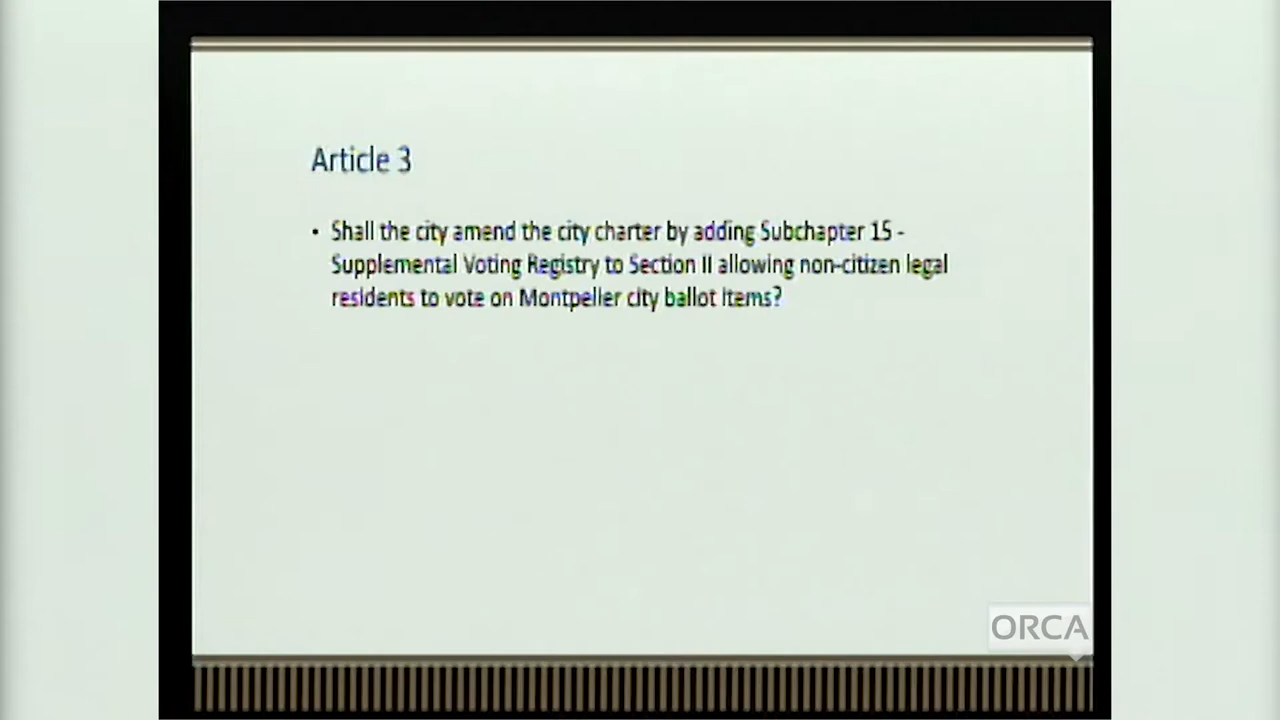 Article 3
• Shall the city amend the city charter by adding Subchapter 15 -
Supplemental Voting Registry to Section II allowing non-citizen legal
residents to vote on Montpelier city ballot items?
ORCA